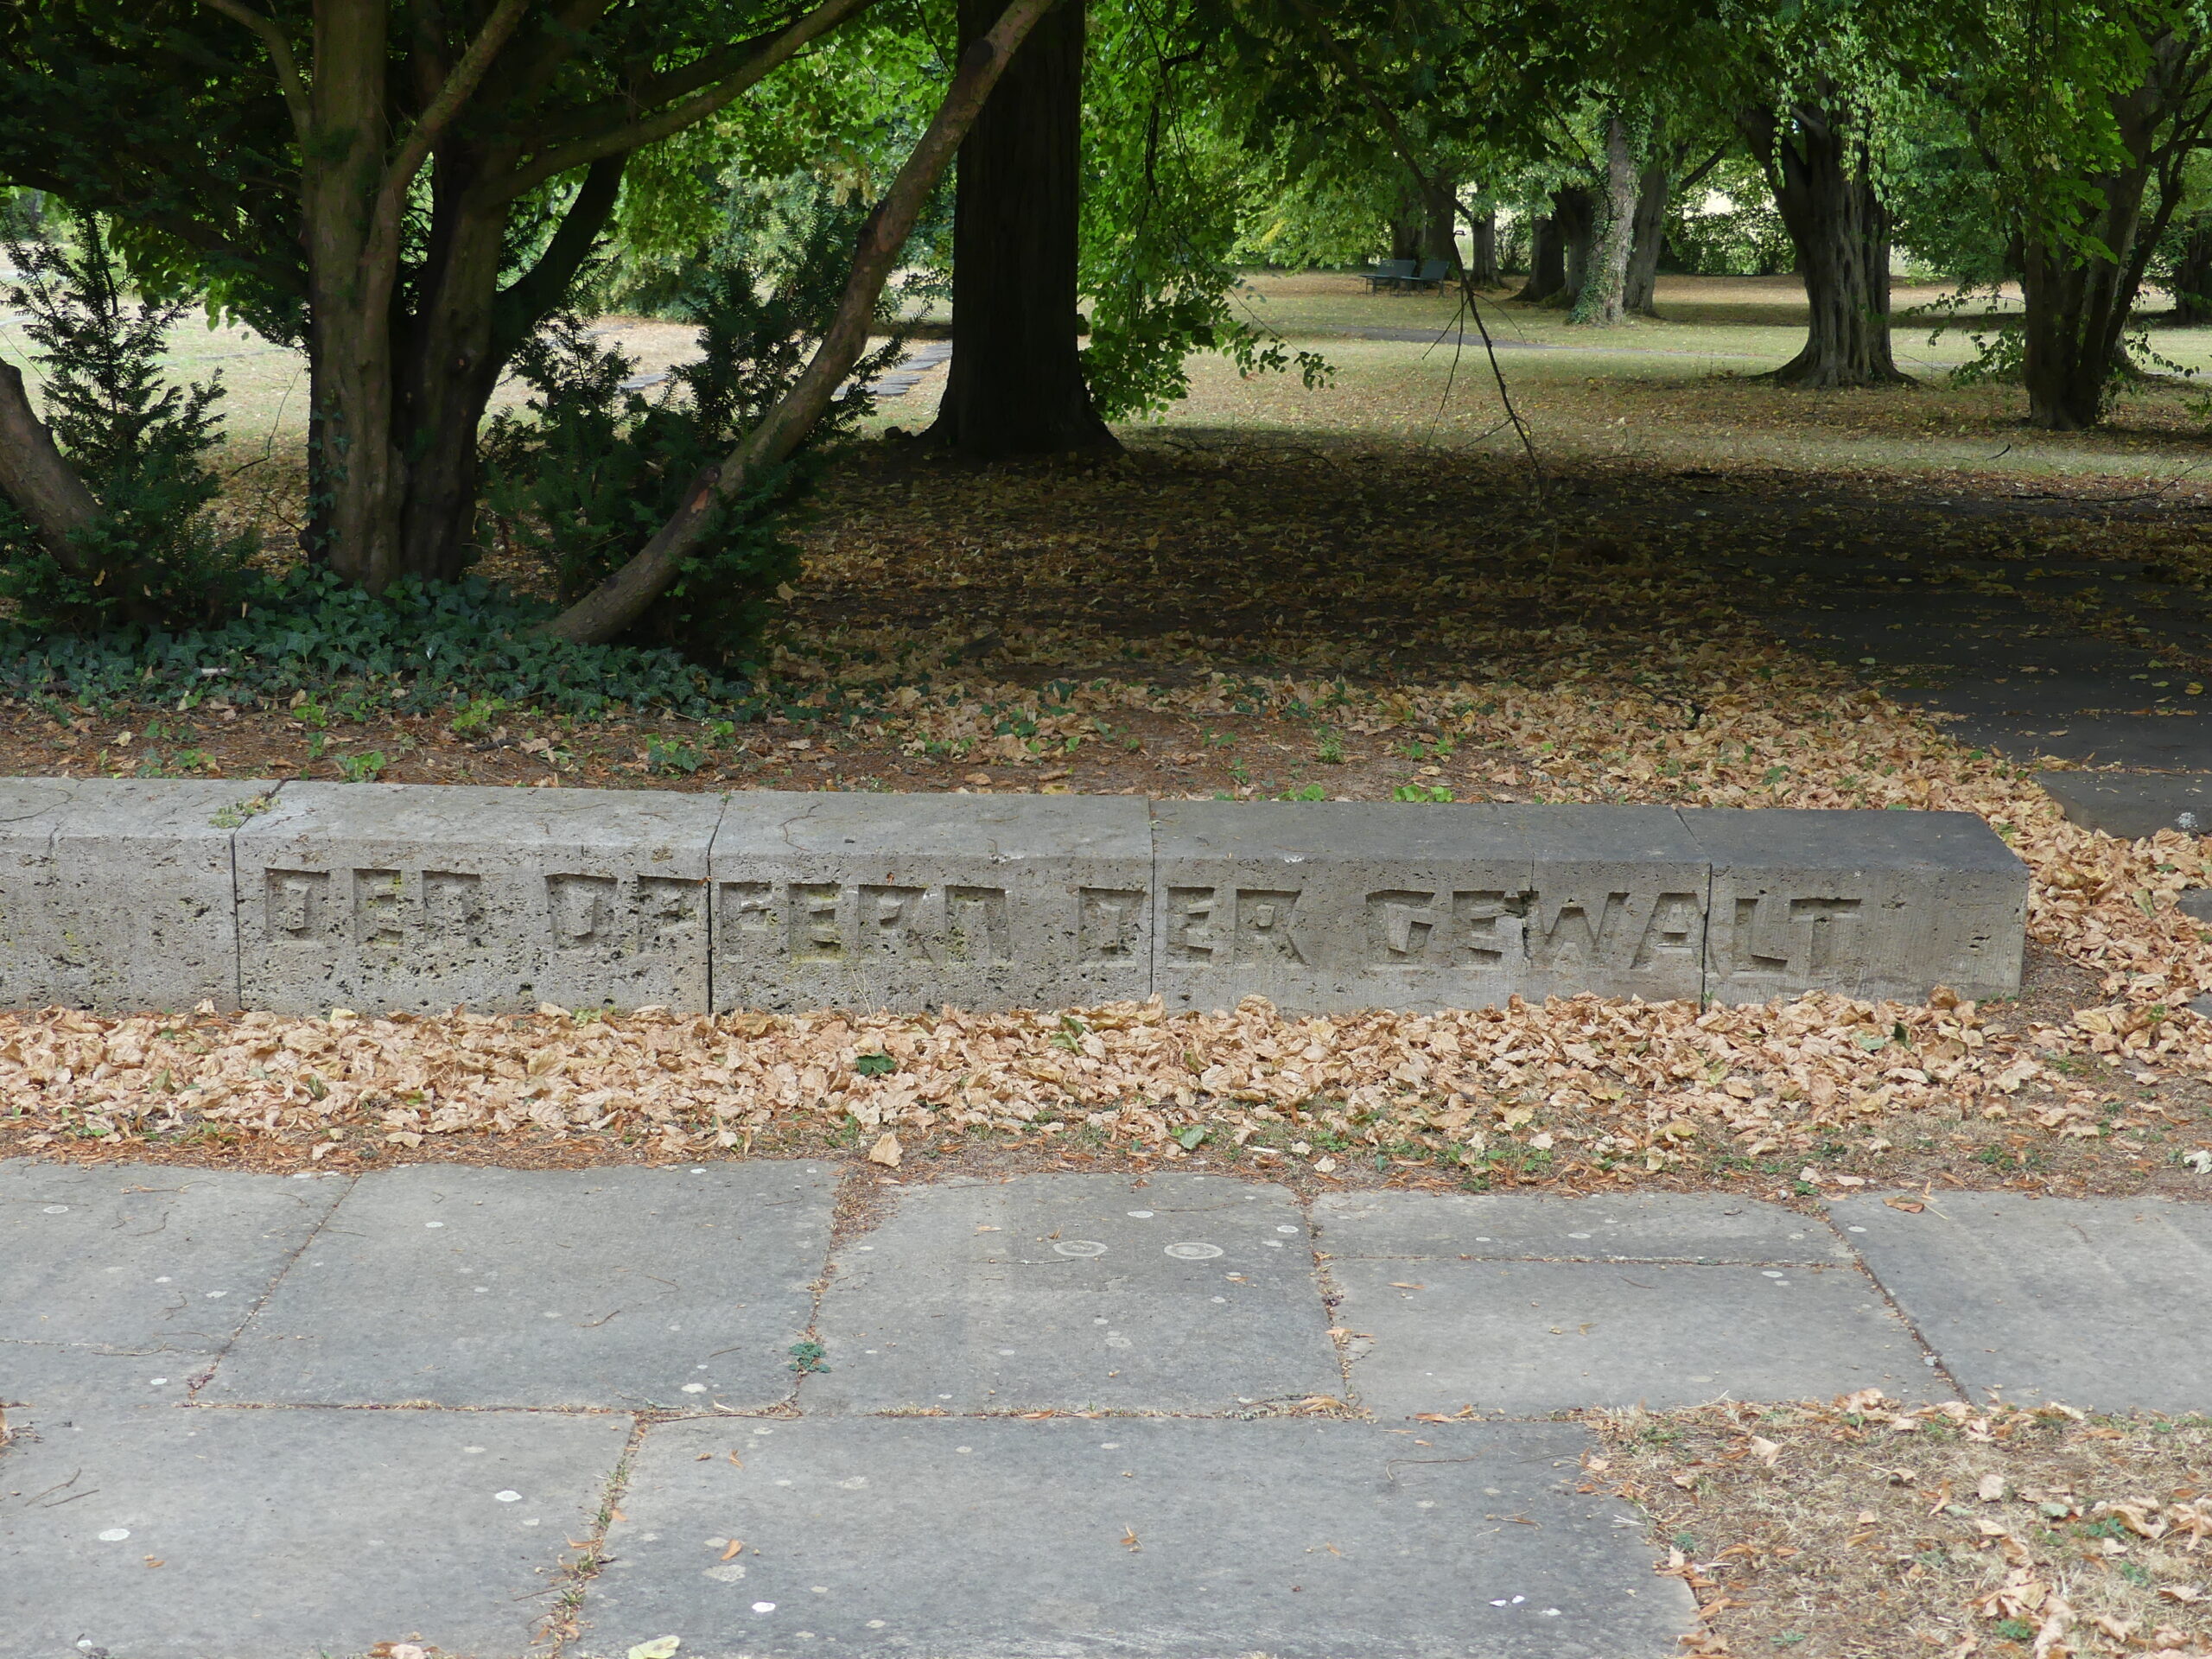 DEN OPFERN DER GEWALT